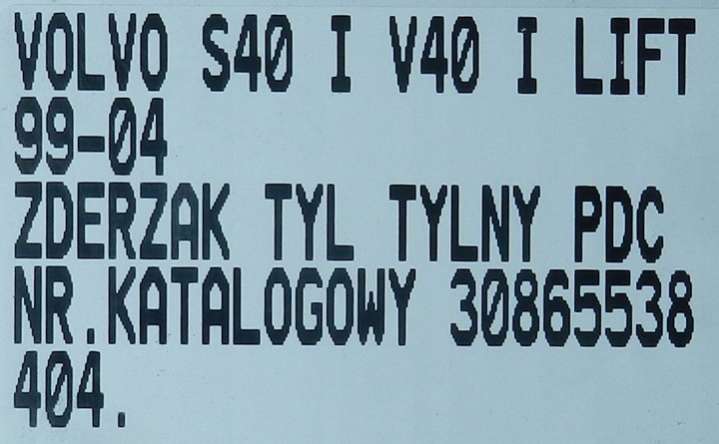 VOLVO S40 I V40 I LIFT
99-04
ZDERZAK TYL TYLNY PDC
NR.KATALOGOWY 30865538
404.